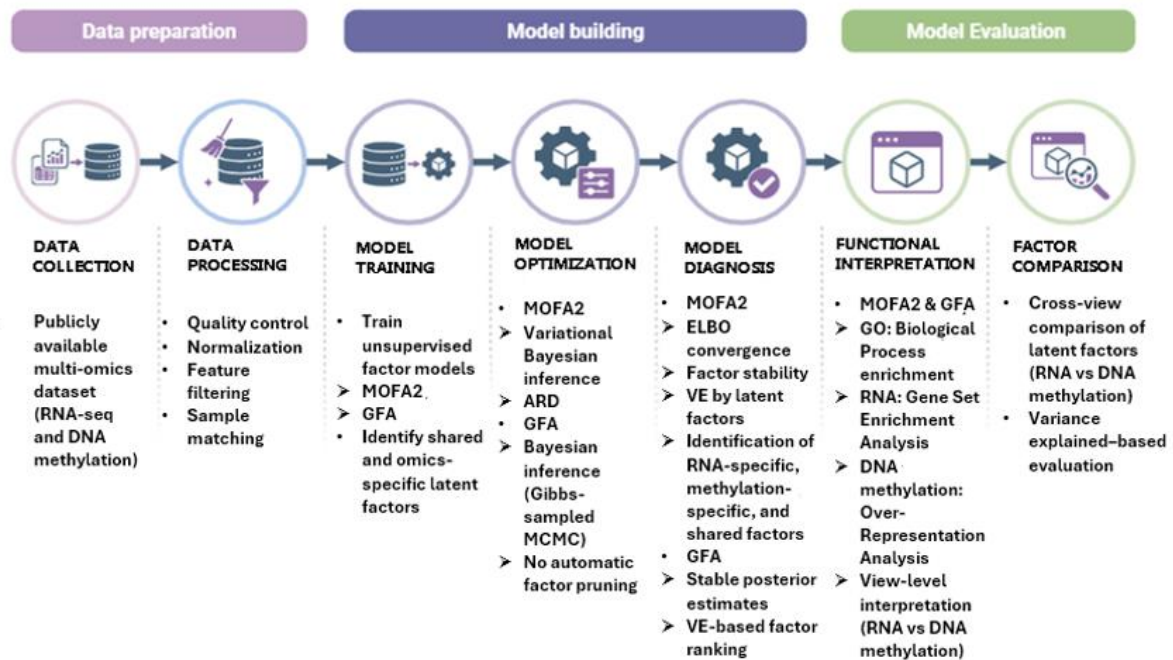 Data preparation
Model building
Model Evaluation
DATA
COLLECTION
Publicly
available
multi-omics
dataset
(RNA-seq
and DNA
methylation)
DATA
PROCESSING
• Quality control
• Normalization
• Feature
filtering
• Sample
matching
MODEL
TRAINING
• Train
unsupervised
factor models
➢ MOFA2
➢ GFA
• Identify shared
and omics-
specific latent
factors
MODEL
OPTIMIZATION
• MOFA2
➢ Variational
Bayesian
inference
➢ ARD
• GFA
➢ Bayesian
inference
(Gibbs-
sampled
MCMC)
➢ No automatic
factor pruning
MODEL
DIAGNOSIS
• MOFA2
➢ ELBO
convergence
➢ Factor stability
➢ VE by latent
factors
➢ Identification of
RNA-specific,
methylation-
specific, and
shared factors
• GFA
➢ Stable posterior
estimates
➢ VE-based factor
ranking
FUNCTIONAL
INTERPRETATION
• MOFA2 & GFA
➢ GO: Biological
Process
enrichment
➢ RNA: Gene Set
Enrichment
Analysis
➢ DNA
methylation:
Over-
Representation
Analysis
➢ View-level
interpretation
(RNA vs DNA
methylation)
FACTOR
COMPARISON
• Cross-view
comparison of
latent factors
(RNA vs DNA
methylation)
• Variance
explained–based
evaluation